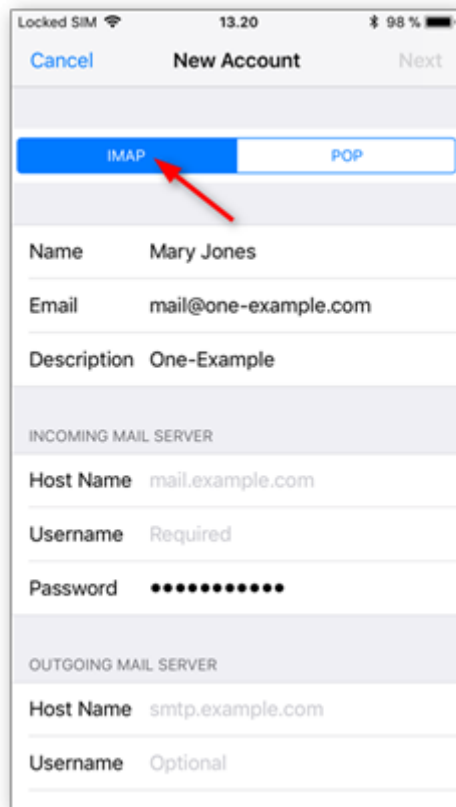 Locked SIM 13.20 98 %
Cancel New Account Next
IMAP POP
Name Mary Jones
Email mail@one-example.com
Description One-Example
INCOMING MAIL SERVER
Host Name mail.example.com
Username Required
Password •••••••••••
OUTGOING MAIL SERVER
Host Name smtp.example.com
Username Optional